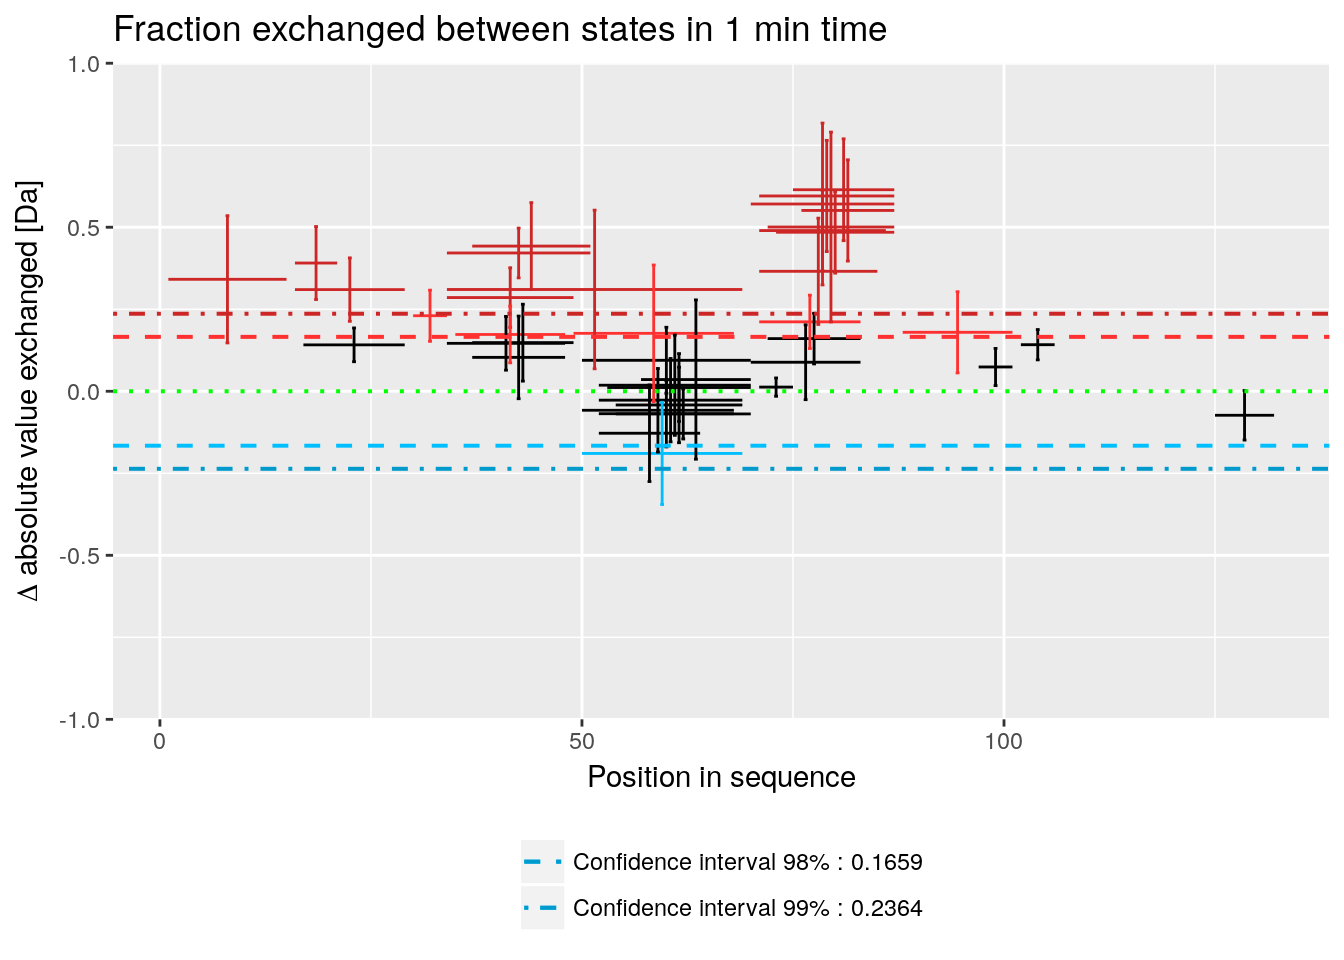 Fraction exchanged between states in 1 min time
Δ absolute value exchanged [Da]
1.0
0.5
0.0
-0.5
-1.0
0 50 100
Position in sequence
Confidence interval 98% : 0.1659
Confidence interval 99% : 0.2364